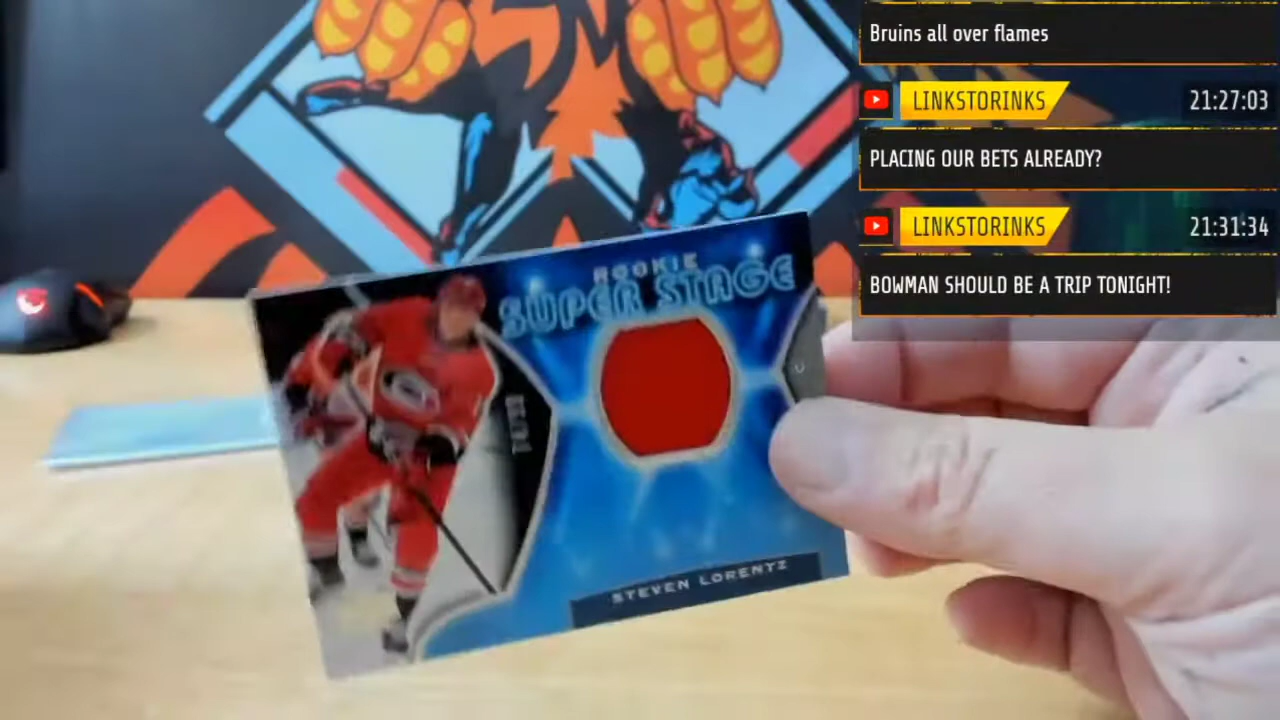 Bruins all over flames
LINKSTORINKS 21:27:03
PLACING OUR BETS ALREADY?
LINKSTORINKS 21:31:34
BOWMAN SHOULD BE A TRIP TONIGHT!
ROOKIE
SUPER STAGE
STEVEN LORENTZ